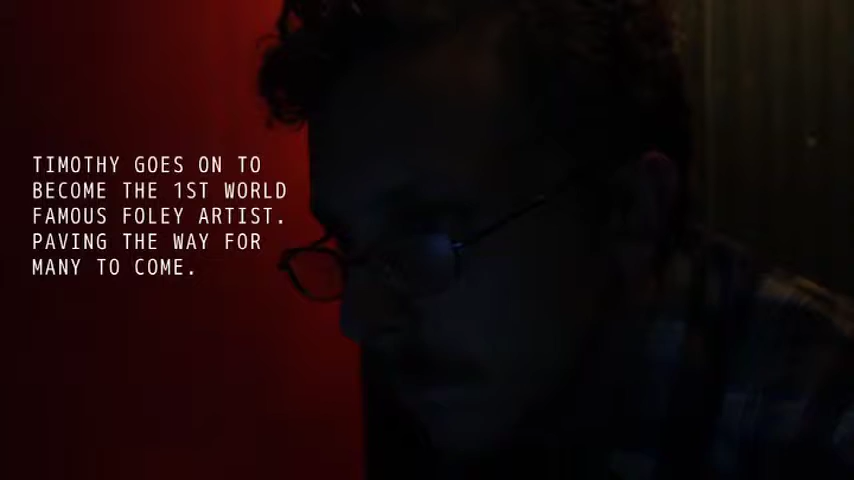 TIMOTHY GOES ON TO
BECOME THE 1ST WORLD
FAMOUS FOLEY ARTIST.
PAVING THE WAY FOR
MANY TO COME.